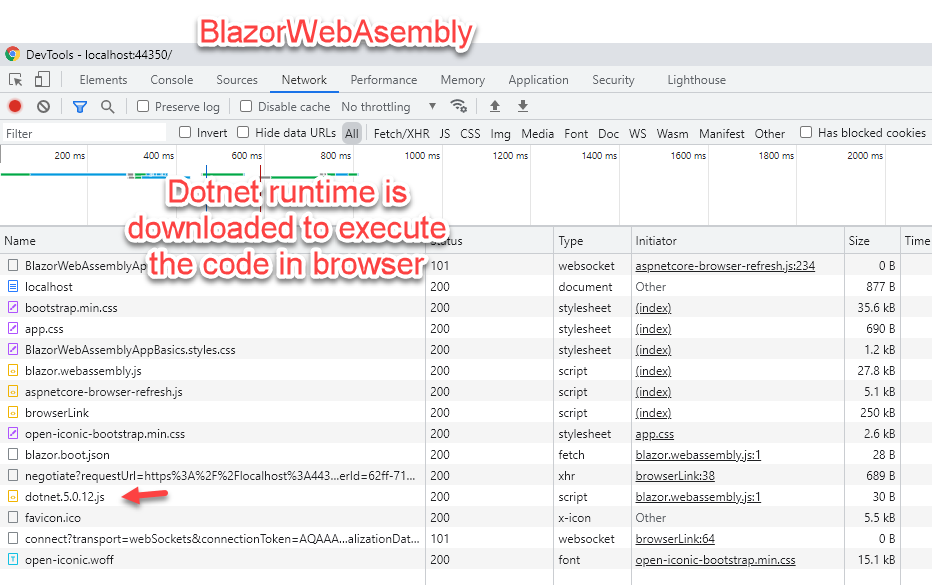 BlazorWebAsembly
DevTools - localhost:44350/
Elements Console Sources Network Performance Memory Application Security Lighthouse
Preserve log Disable cache No throttling
Filter Invert Hide data URLs All Fetch/XHR JS CSS Img Media Font Doc WS Wasm Manifest Other Has blocked cookies
200 ms 400 ms 600 ms 800 ms 1000 ms 1200 ms 1400 ms 1600 ms 1800 ms 2000 ms
Dotnet runtime is
downloaded to execute
the code in browser
Name Status Type Initiator Size Time
BlazorWebAssemblyAp 101 websocket aspnetcore-browser-refresh.js:234 0 B
localhost 200 document Other 877 B
bootstrap.min.css 200 stylesheet (index) 35.6 kB
app.css 200 stylesheet (index) 690 B
BlazorWebAssemblyAppBasics.styles.css 200 stylesheet (index) 1.2 kB
blazor.webassembly.js 200 script (index) 27.8 kB
aspnetcore-browser-refresh.js 200 script (index) 5.1 kB
browserLink 200 script (index) 250 kB
open-iconic-bootstrap.min.css 200 stylesheet app.css 2.6 kB
blazor.boot.json 200 fetch blazor.webassembly.js:1 28 B
negotiate?requestUrl=https%3A%2F%2Flocalhost%3A443...erId=62ff-71... 200 xhr browserLink:38 689 B
dotnet.5.0.12.js 200 script blazor.webassembly.js:1 30 B
favicon.ico 200 x-icon Other 5.5 kB
connect?transport=webSockets&connectionToken=AQAAA...alizationDat... 101 websocket browserLink:64 0 B
open-iconic.woff 200 font open-iconic-bootstrap.min.css 15.1 kB